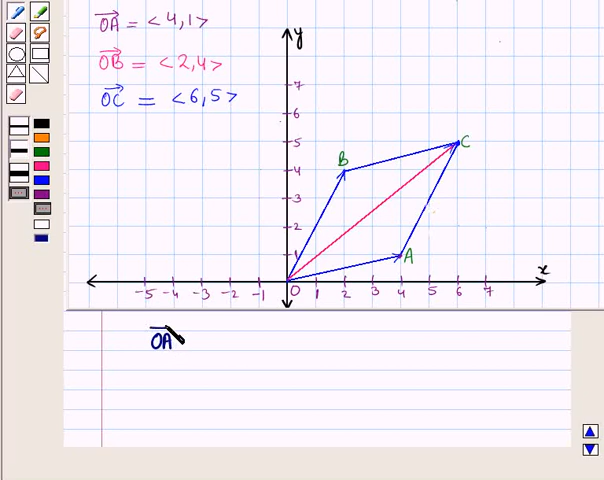 OA = <4,1>
OB = <2,4>
OC = <6,5>
y
7
6
5 C
B
4
3
2
1 A
x
-5 -4 -3 -2 -1 0 1 2 3 4 5 6 7
OA